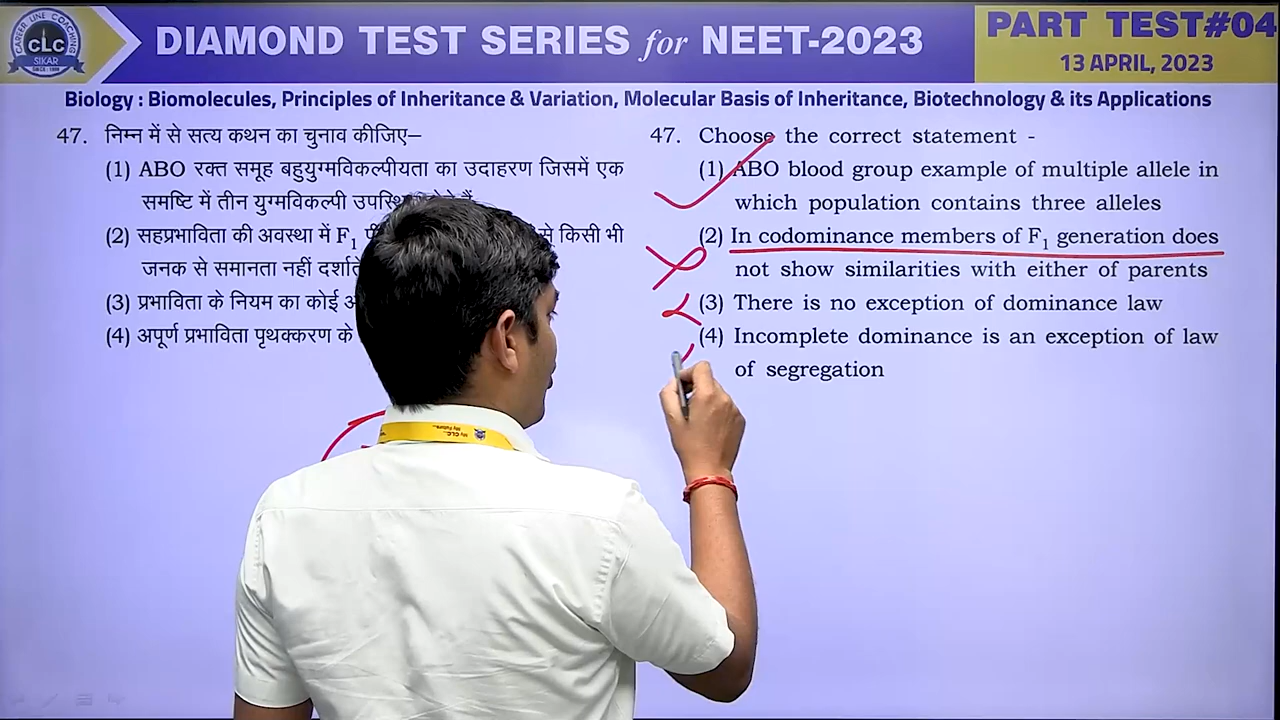 CAREER LINE COACHING
CLC
SIKAR
DIAMOND TEST SERIES for NEET-2023
PART TEST#04
13 APRIL, 2023
Biology : Biomolecules, Principles of Inheritance & Variation, Molecular Basis of Inheritance, Biotechnology & its Applications
47. निम्न में से सत्य कथन का चुनाव कीजिए–
(1) ABO रक्त समूह बहुयुग्मविकल्पीयता का उदाहरण जिसमें एक
समष्टि में तीन युग्मविकल्पी
(2) सहप्रभाविता की अवस्था में F₁ से किसी भी
जनक से समानता नहीं
(3) प्रभाविता के नियम का कोई
(4) अपूर्ण प्रभाविता पृथक्करण के
47. Choose the correct statement -
(1) ABO blood group example of multiple allele in
which population contains three alleles
(2) In codominance members of F₁ generation does
not show similarities with either of parents
(3) There is no exception of dominance law
(4) Incomplete dominance is an exception of law
of segregation